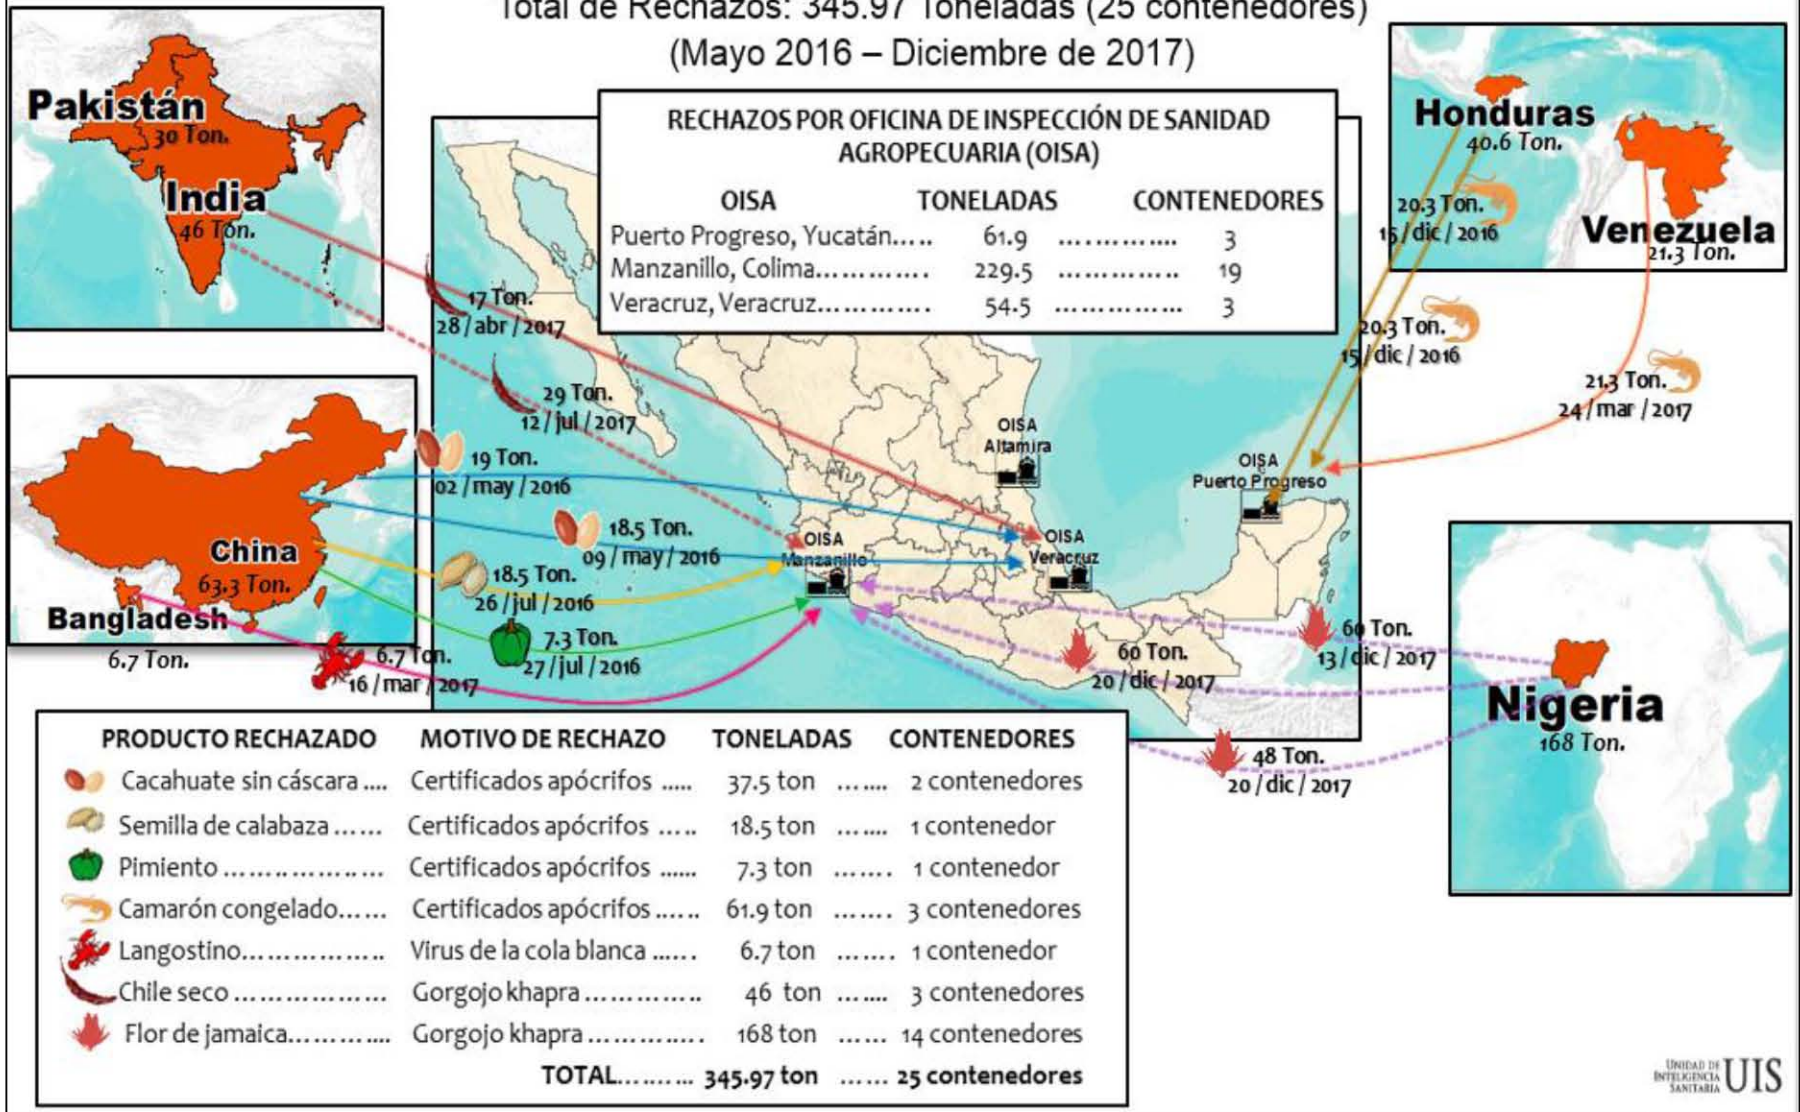 Total de Rechazos: 345.97 Toneladas (25 contenedores)
(Mayo 2016 – Diciembre de 2017)
Pakistán
30 Ton.
India
46 Ton.
RECHAZOS POR OFICINA DE INSPECCIÓN DE SANIDAD
AGROPECUARIA (OISA)
OISA TONELADAS CONTENEDORES
Puerto Progreso, Yucatán..... 61.9 ............... 3
Manzanillo, Colima............. 229.5 .............. 19
Veracruz, Veracruz............... 54.5 ............... 3
Honduras
40.6 Ton.
Venezuela
21.3 Ton.
20.3 Ton.
15/dic / 2016
20.3 Ton.
15/dic / 2016
21.3 Ton.
24/mar / 2017
17 Ton.
28/abr / 2017
29 Ton.
12/jul / 2017
19 Ton.
02/may / 2016
18.5 Ton.
09/may / 2016
18.5 Ton.
26/jul / 2016
7.3 Ton.
27/jul / 2016
6.7 Ton.
16/mar / 2017
China
63.3 Ton.
Bangladesh
6.7 Ton.
OISA
Altamira
OISA
Puerto Progreso
OISA
Manzanillo
OISA
Veracruz
60 Ton.
13/dic / 2017
60 Ton.
20/dic / 2017
48 Ton.
20/dic / 2017
Nigeria
168 Ton.
PRODUCTO RECHAZADO MOTIVO DE RECHAZO TONELADAS CONTENEDORES
Cacahuate sin cáscara .... Certificados apócrifos ..... 37.5 ton ....... 2 contenedores
Semilla de calabaza ...... Certificados apócrifos ..... 18.5 ton ....... 1 contenedor
Pimiento ................... Certificados apócrifos ...... 7.3 ton ....... 1 contenedor
Camarón congelado...... Certificados apócrifos ...... 61.9 ton ....... 3 contenedores
Langostino................. Virus de la cola blanca ...... 6.7 ton ....... 1 contenedor
Chile seco .................. Gorgojo khapra .............. 46 ton ....... 3 contenedores
Flor de jamaica............. Gorgojo khapra .............. 168 ton ...... 14 contenedores
TOTAL.......... 345.97 ton ...... 25 contenedores
UNIDAD DE
INTELIGENCIA
SANITARIA
UIS